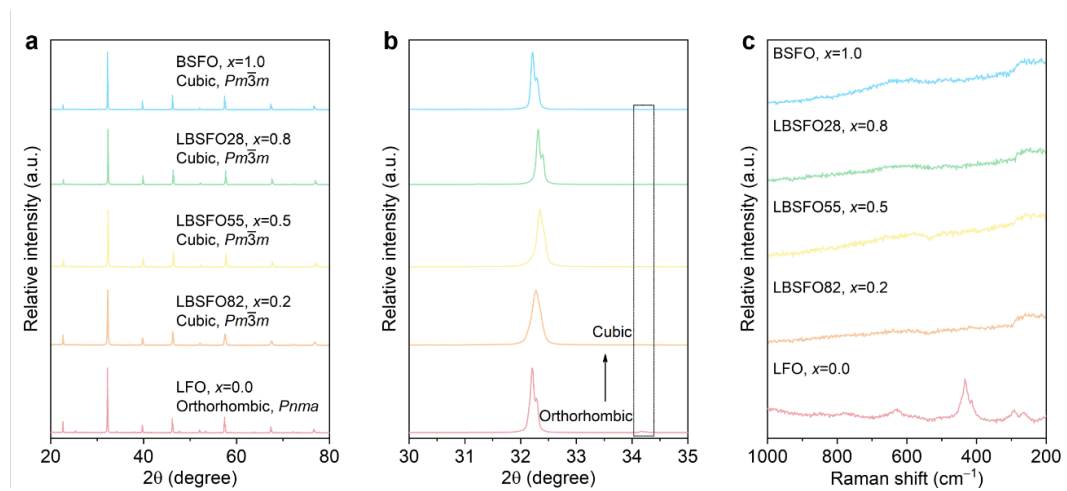 a
BSFO, x=1.0
Cubic, Pm3̅m
LBSFO28, x=0.8
Cubic, Pm3̅m
LBSFO55, x=0.5
Cubic, Pm3̅m
LBSFO82, x=0.2
Cubic, Pm3̅m
LFO, x=0.0
Orthorhombic, Pnma
Relative intensity (a.u.)
20 40 60 80
2θ (degree)
b
Cubic
Orthorhombic
Relative intensity (a.u.)
30 31 32 33 34 35
2θ (degree)
c
BSFO, x=1.0
LBSFO28, x=0.8
LBSFO55, x=0.5
LBSFO82, x=0.2
LFO, x=0.0
Relative intensity (a.u.)
1000 800 600 400 200
Raman shift (cm⁻¹)